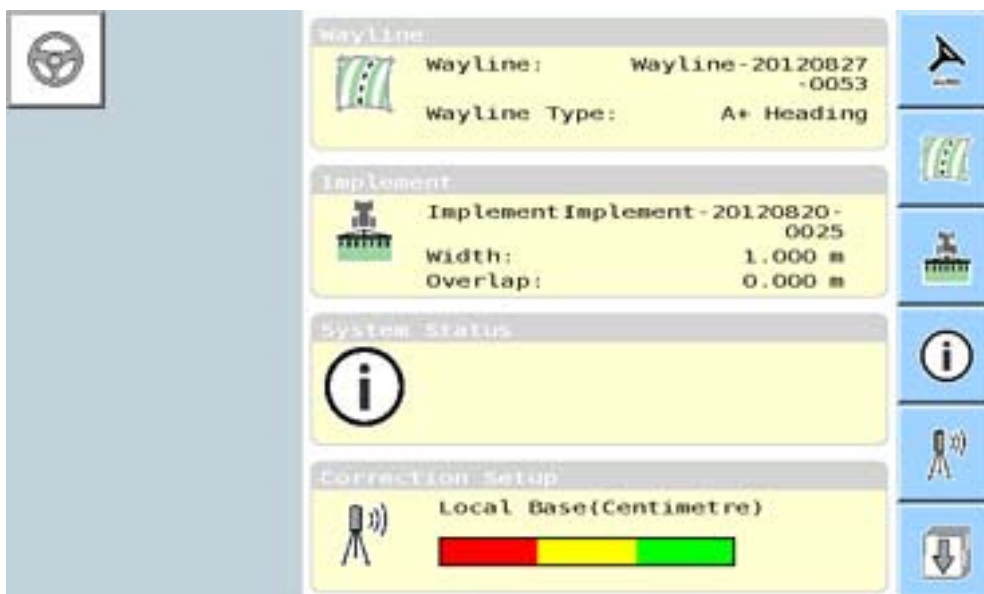 Wayline
Wayline: Wayline-20120827
-0053
Wayline Type: A+ Heading
Implement
Implement Implement-20120820-
0025
Width: 1.000 m
Overlap: 0.000 m
System Status
Correction Setup
Local Base(Centimetre)